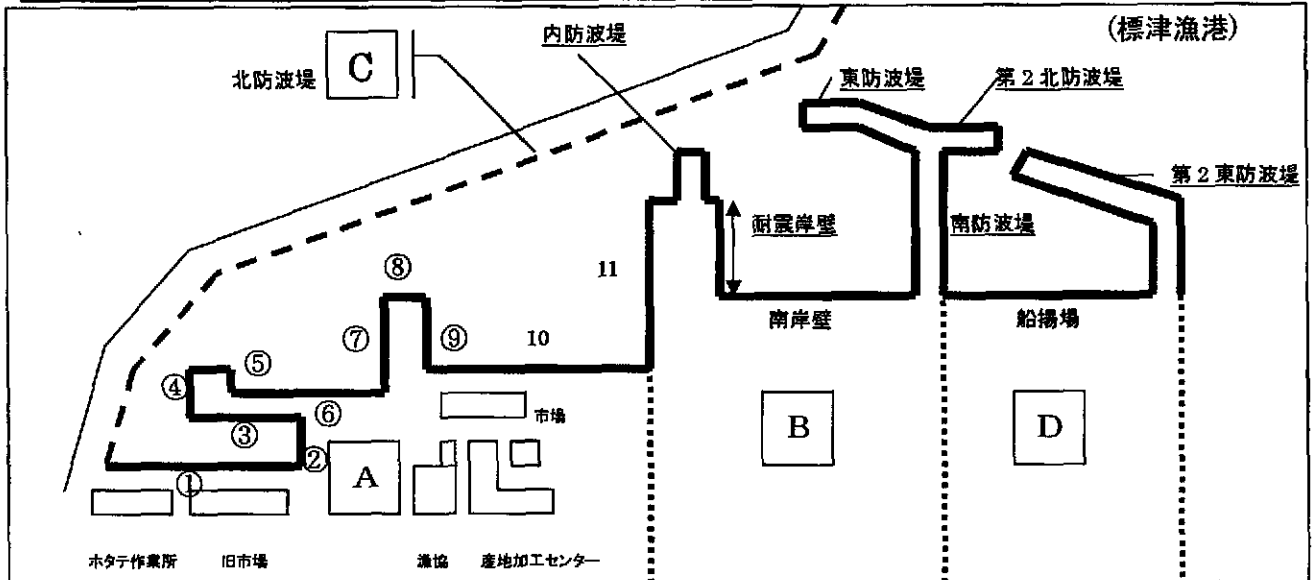 (標津漁港)
内防波堤
北防波堤
C
東防波堤
第2北防波堤
第2東防波堤
耐震岸壁
南防波堤
⑧
11
⑦
⑨
10
南岸壁
船揚場
⑤
④
⑥
市場
③
②
A
B
D
①
ホタテ作業所
旧市場
漁協
産地加工センター